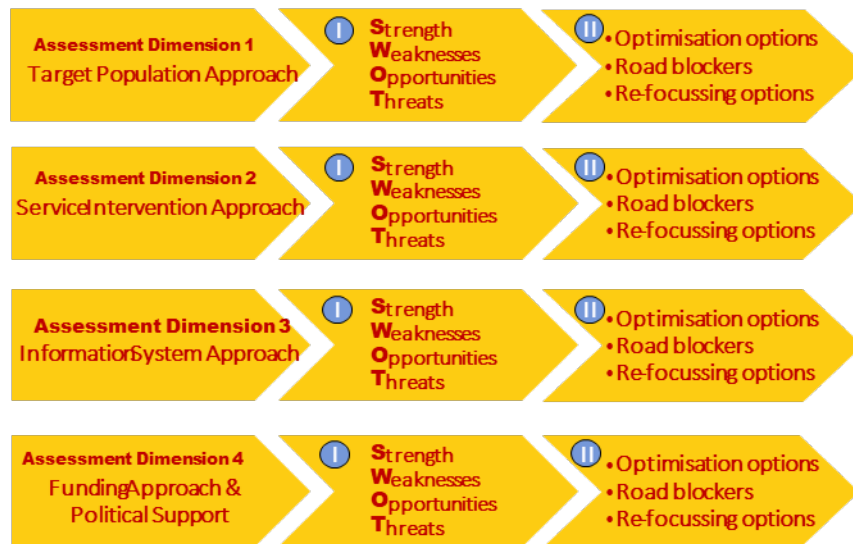 Assessment Dimension 1
Target Population Approach
I
Strength
Weaknesses
Opportunities
Threats
II
• Optimisation options
• Road blockers
• Re-focussing options
Assessment Dimension 2
ServiceIntervention Approach
I
Strength
Weaknesses
Opportunities
Threats
II
• Optimisation options
• Road blockers
• Re-focussing options
Assessment Dimension 3
InformationSystem Approach
I
Strength
Weaknesses
Opportunities
Threats
II
• Optimisation options
• Road blockers
• Re-focussing options
Assessment Dimension 4
FundingApproach &
Political Support
I
Strength
Weaknesses
Opportunities
Threats
II
• Optimisation options
• Road blockers
• Re-focussing options